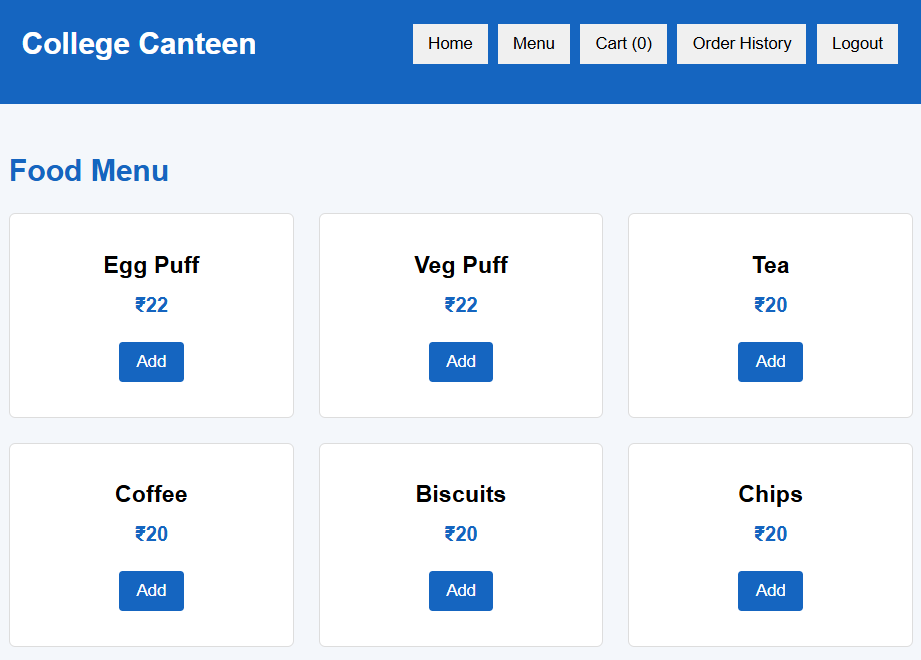 College Canteen
Home Menu Cart (0) Order History Logout
Food Menu
Egg Puff Veg Puff Tea
₹22 ₹22 ₹20
Add Add Add
Coffee Biscuits Chips
₹20 ₹20 ₹20
Add Add Add